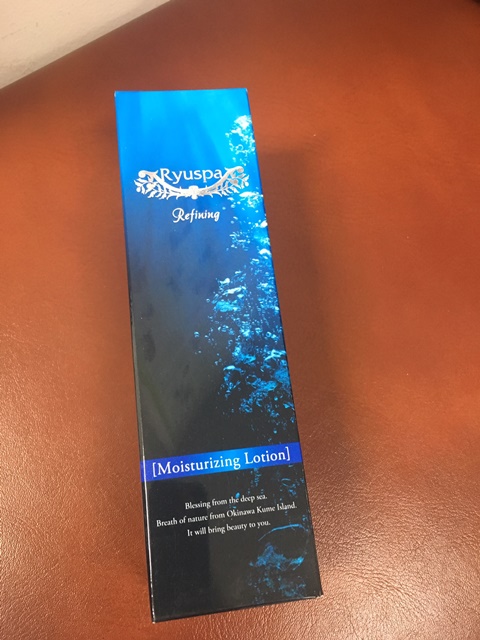 Ryuspa
Refining
[Moisturizing Lotion]
Blessing from the deep sea.
Breath of nature from Okinawa Kume Island.
It will bring beauty to you.